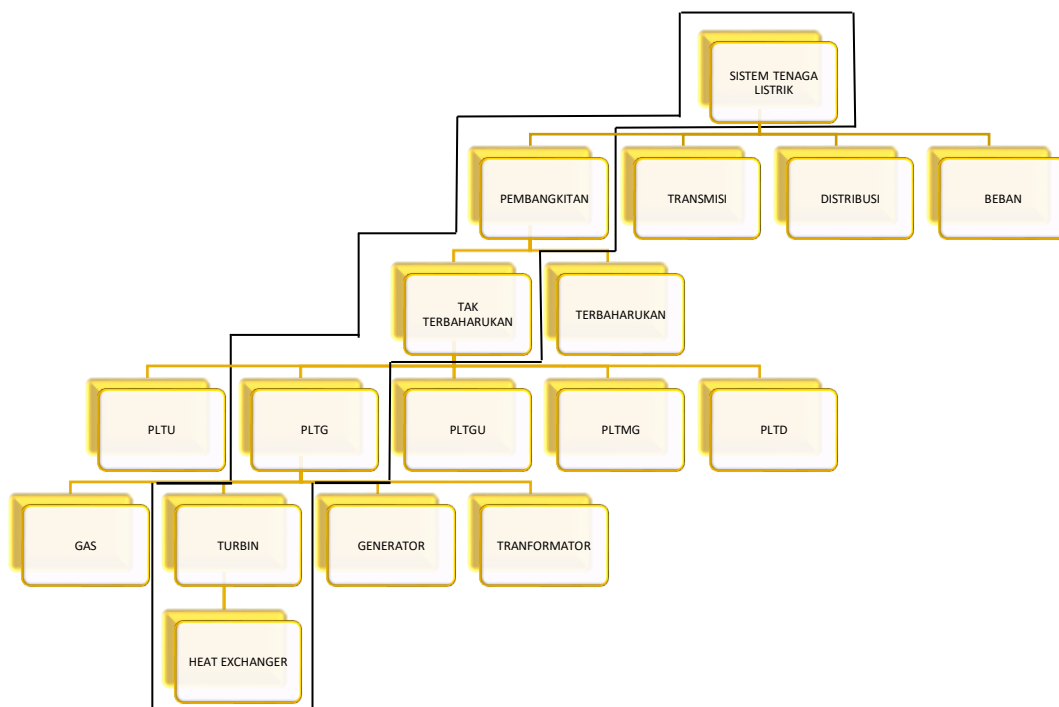 SISTEM TENAGA
LISTRIK
PEMBANGKITAN
TRANSMISI
DISTRIBUSI
BEBAN
TAK
TERBAHARUKAN
TERBAHARUKAN
PLTU
PLTG
PLTGU
PLTMG
PLTD
GAS
TURBIN
GENERATOR
TRANFORMATOR
HEAT EXCHANGER